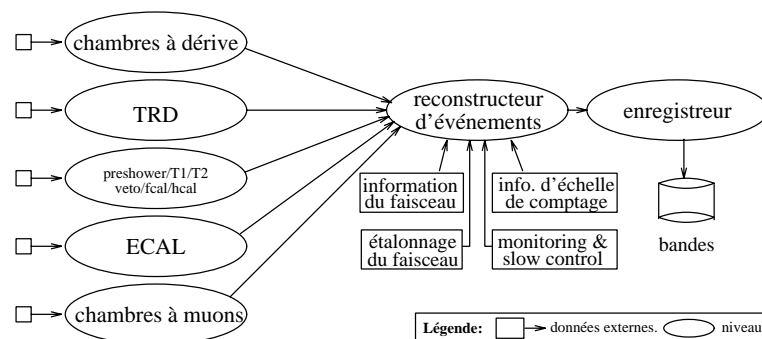 chambres à dérive
TRD
preshower/T1/T2
veto/fcal/hcal
ECAL
chambres à muons
reconstructeur
d'événements
enregistreur
information
du faisceau
info. d'échelle
de comptage
étalonnage
du faisceau
monitoring &
slow control
bandes
Légende: données externes. niveau